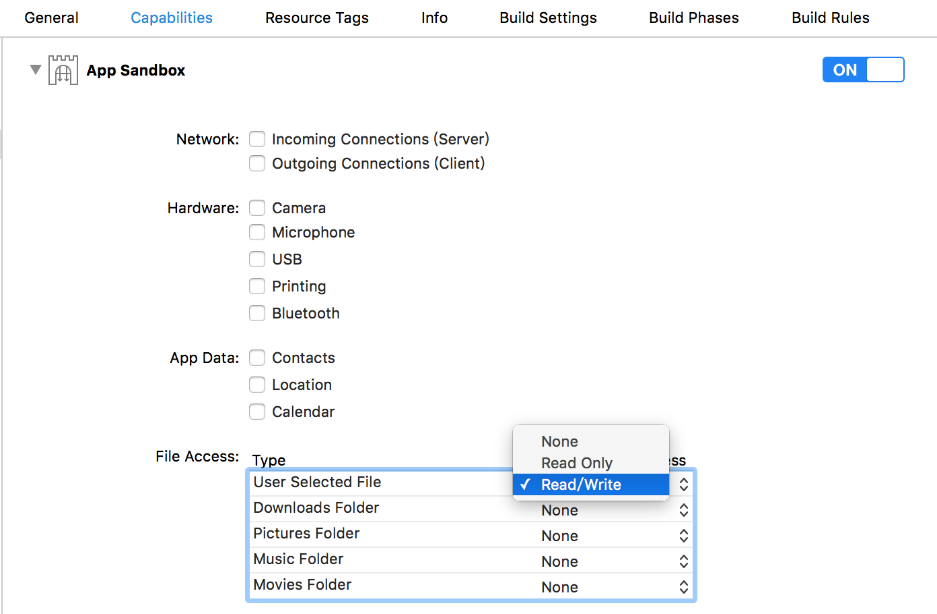 General Capabilities Resource Tags Info Build Settings Build Phases Build Rules
App Sandbox ON
Network: Incoming Connections (Server)
Outgoing Connections (Client)
Hardware: Camera
Microphone
USB
Printing
Bluetooth
App Data: Contacts
Location
Calendar
File Access: Type
None
Read Only
✓ Read/Write
User Selected File
Downloads Folder None
Pictures Folder None
Music Folder None
Movies Folder None